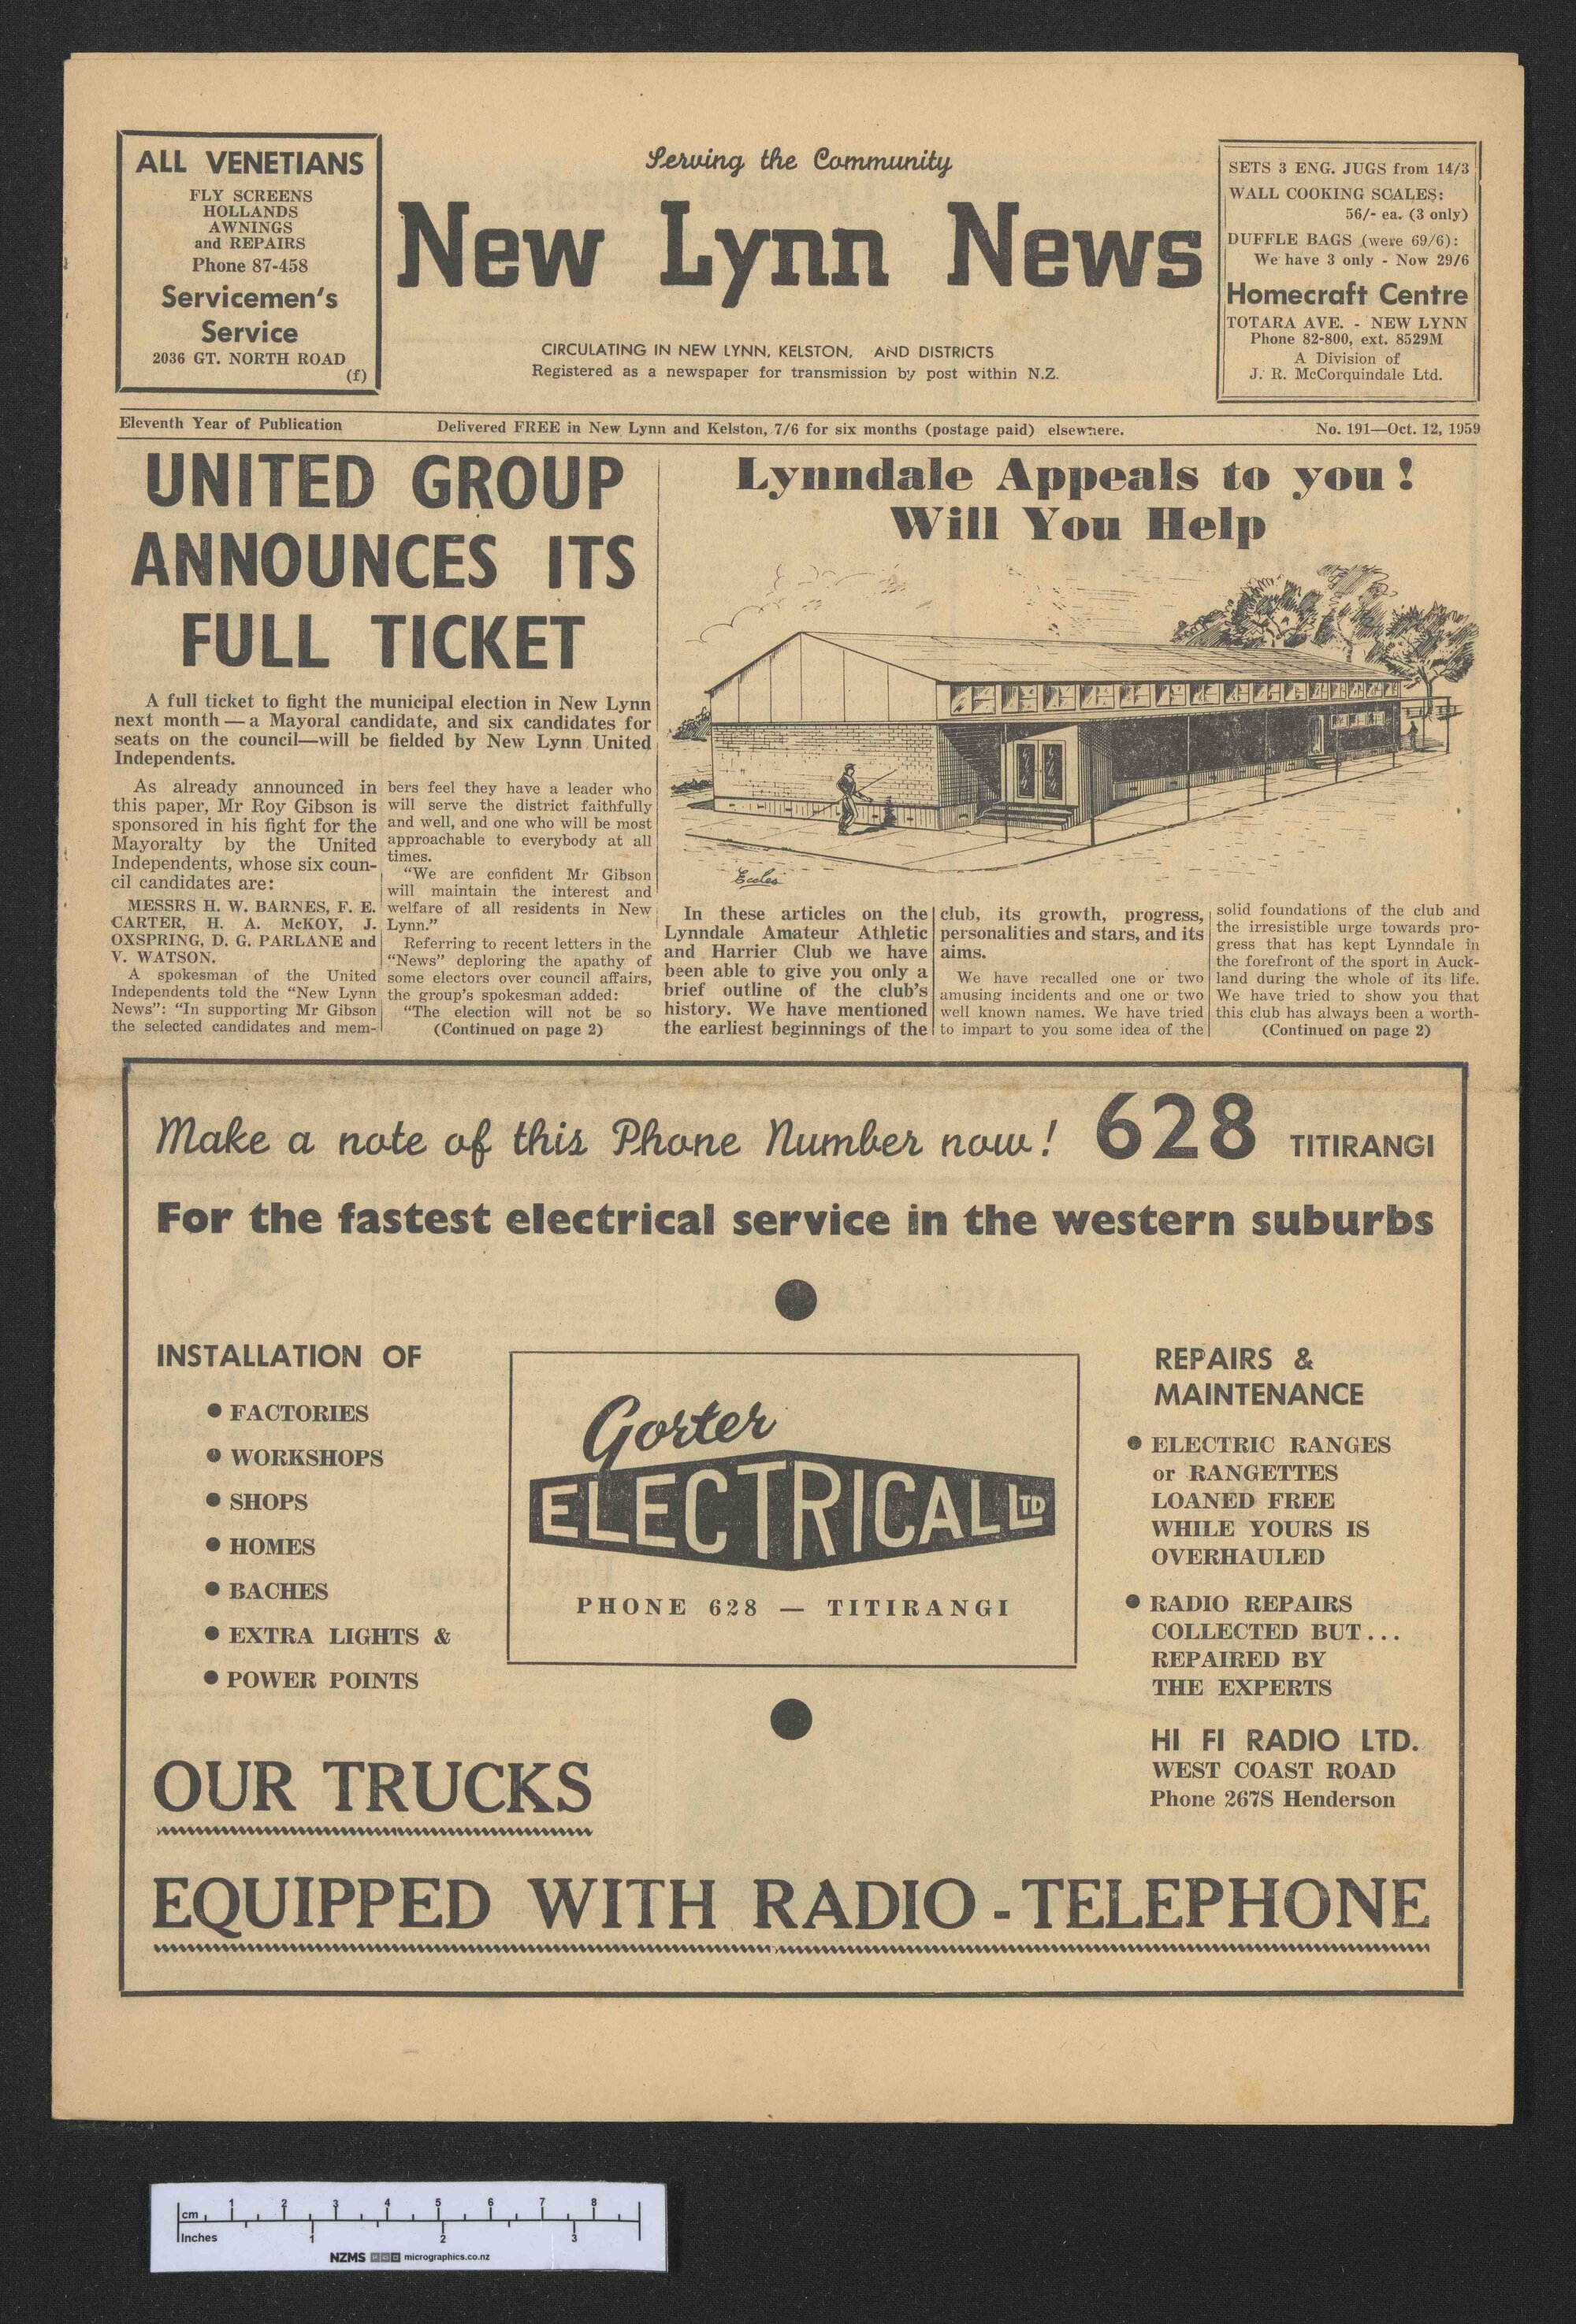 ALL VENETIANS
FLY SCREENS
HOLLANDS
AWNINGS
and REPAIRS
Phone 87-458
Servicemen's
Service
2036 GT. NORTH ROAD
(f)
Serving the Community
New Lynn News
CIRCULATING IN NEW LYNN, KELSTON, AND DISTRICTS
Registered as a newspaper for transmission by post within N.Z.
SETS 3 ENG. JUGS from 14/3
WALL COOKING SCALES:
56/- ea. (3 only)
DUFFLE BAGS (were 69/6):
We have 3 only - Now 29/6
Homecraft Centre
TOTARA AVE. - NEW LYNN
Phone 82-800, ext. 8529M
A Division of
J. R. McCorquindale Ltd.
Eleventh Year of Publication
Delivered FREE in New Lynn and Kelston, 7/6 for six months (postage paid) elsewhere.
No. 191—Oct. 12, 1959
UNITED GROUP
ANNOUNCES ITS
FULL TICKET
A full ticket to fight the municipal election in New Lynn
next month — a Mayoral candidate, and six candidates for
seats on the council—will be fielded by New Lynn United
Independents.
As already announced in
this paper, Mr Roy Gibson is
sponsored in his fight for the
Mayoralty by the United
Independents, whose six coun-
cil candidates are:
MESSRS H. W. BARNES, F. E.
CARTER, H. A. McKOY, J.
OXSPRING, D. G. PARLANE and
V. WATSON.
A spokesman of the United
Independents told the "New Lynn
News": "In supporting Mr Gibson
the selected candidates and mem-
bers feel they have a leader who
will serve the district faithfully
and well, and one who will be most
approachable to everybody at all
times.
"We are confident Mr Gibson
will maintain the interest and
welfare of all residents in New
Lynn."
Referring to recent letters in the
"News" deploring the apathy of
some electors over council affairs,
the group's spokesman added:
"The election will not be so
(Continued on page 2)
Lynndale Appeals to you!
Will You Help
Eccles
In these articles on the
Lynndale Amateur Athletic
and Harrier Club we have
been able to give you only a
brief outline of the club's
history. We have mentioned
the earliest beginnings of the
club, its growth, progress,
personalities and stars, and its
aims.
We have recalled one or two
amusing incidents and one or two
well known names. We have tried
to impart to you some idea of the
solid foundations of the club and
the irresistible urge towards pro-
gress that has kept Lynndale in
the forefront of the sport in Auck-
land during the whole of its life.
We have tried to show you that
this club has always been a worth-
(Continued on page 2)
Make a note of this Phone Number now! 628 TITIRANGI
For the fastest electrical service in the western suburbs
INSTALLATION OF
● FACTORIES
● WORKSHOPS
● SHOPS
● HOMES
● BACHES
● EXTRA LIGHTS &
● POWER POINTS
Gorter
ELECTRICAL LTD
PHONE 628 — TITIRANGI
REPAIRS &
MAINTENANCE
● ELECTRIC RANGES
or RANGETTES
LOANED FREE
WHILE YOURS IS
OVERHAULED
● RADIO REPAIRS
COLLECTED BUT...
REPAIRED BY
THE EXPERTS
HI FI RADIO LTD.
WEST COAST ROAD
Phone 267S Henderson
OUR TRUCKS
EQUIPPED WITH RADIO - TELEPHONE
cm 1 2 3 4 5 6 7 8
Inches 1 2 3
NZMS micrographics.co.nz